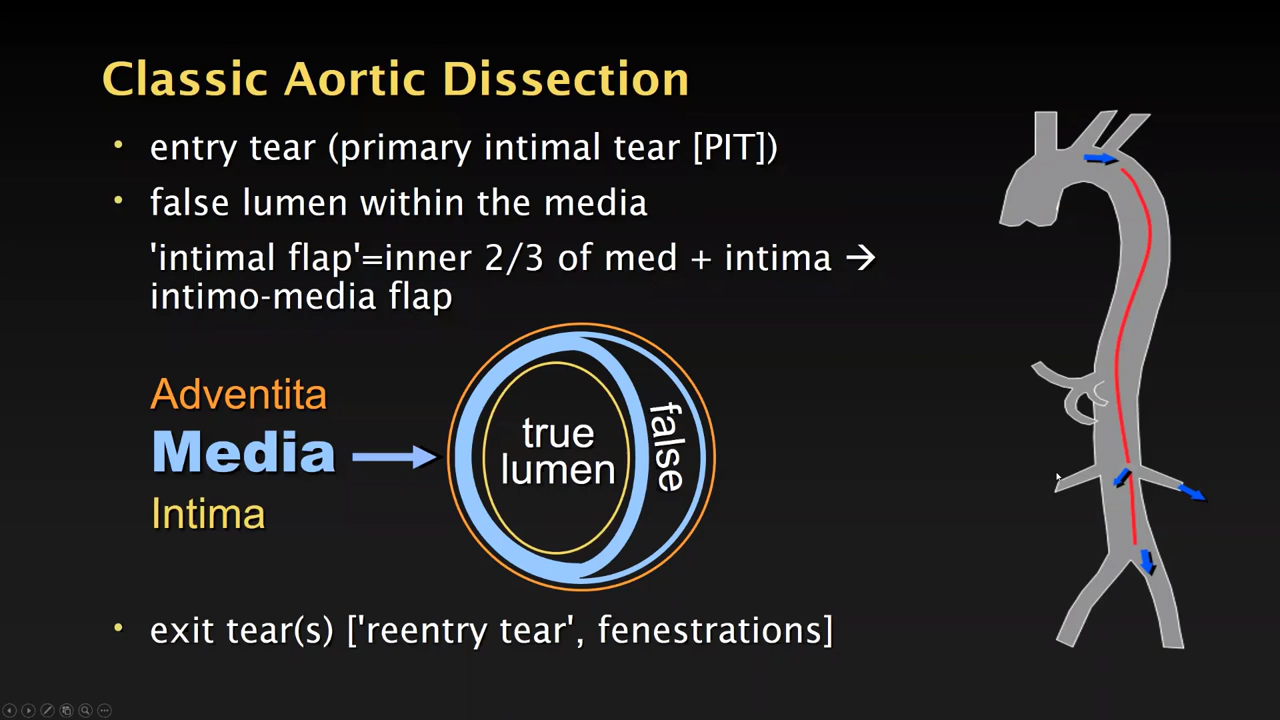 Classic Aortic Dissection
• entry tear (primary intimal tear [PIT])
• false lumen within the media
'intimal flap'=inner 2/3 of med + intima →
intimo-media flap
Adventita
Media
Intima
true
lumen
false
• exit tear(s) ['reentry tear', fenestrations]